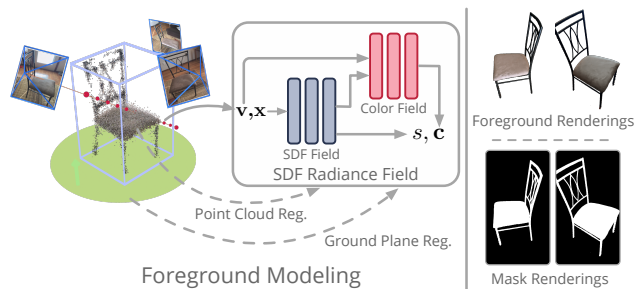 v,x
SDF Field
Color Field
s, c
SDF Radiance Field
Point Cloud Reg.
Ground Plane Reg.
Foreground Modeling
Foreground Renderings
Mask Renderings